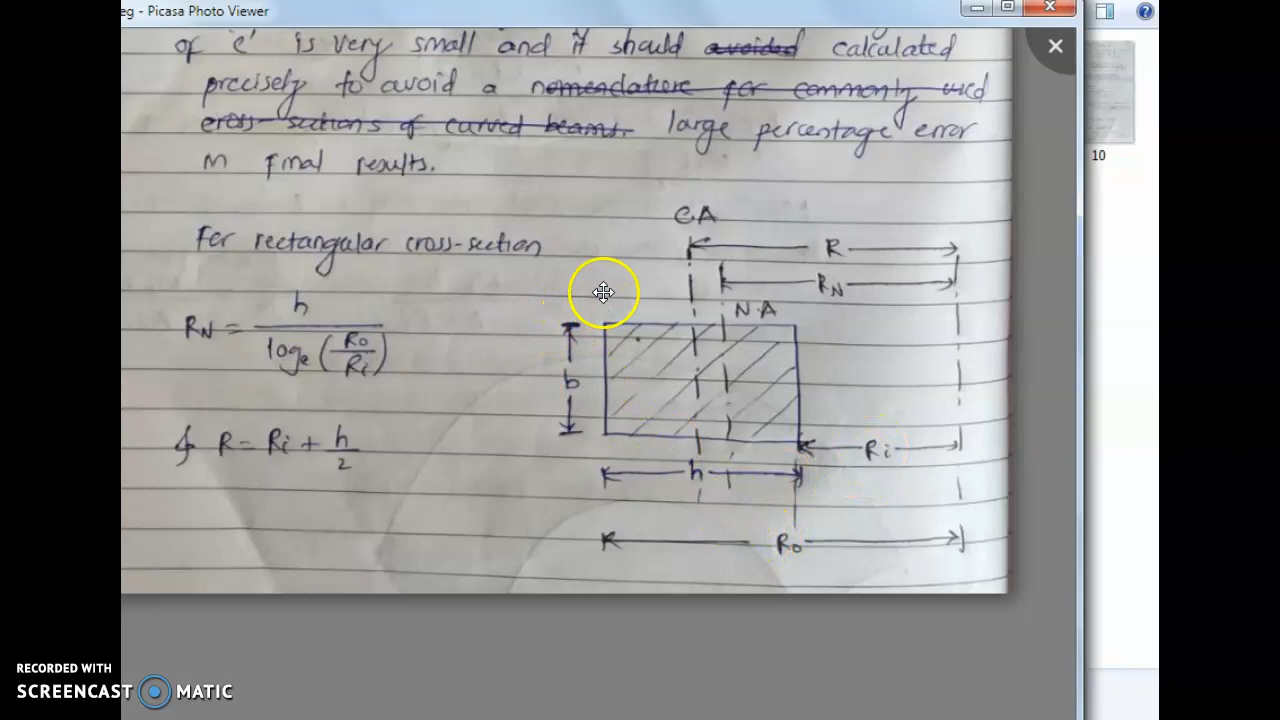 eg - Picasa Photo Viewer
of 'e' is very small and it should avoided calculated
precisely to avoid a nomenclature for commonly used
cross-sections of curved beams. large percentage error
in final results.
10
For rectangular cross-section
CA
R
RN
N.A
RN = h / loge (Ro/Ri)
b
& R = Ri + h/2
Ri
h
Ro
RECORDED WITH
SCREENCAST MATIC